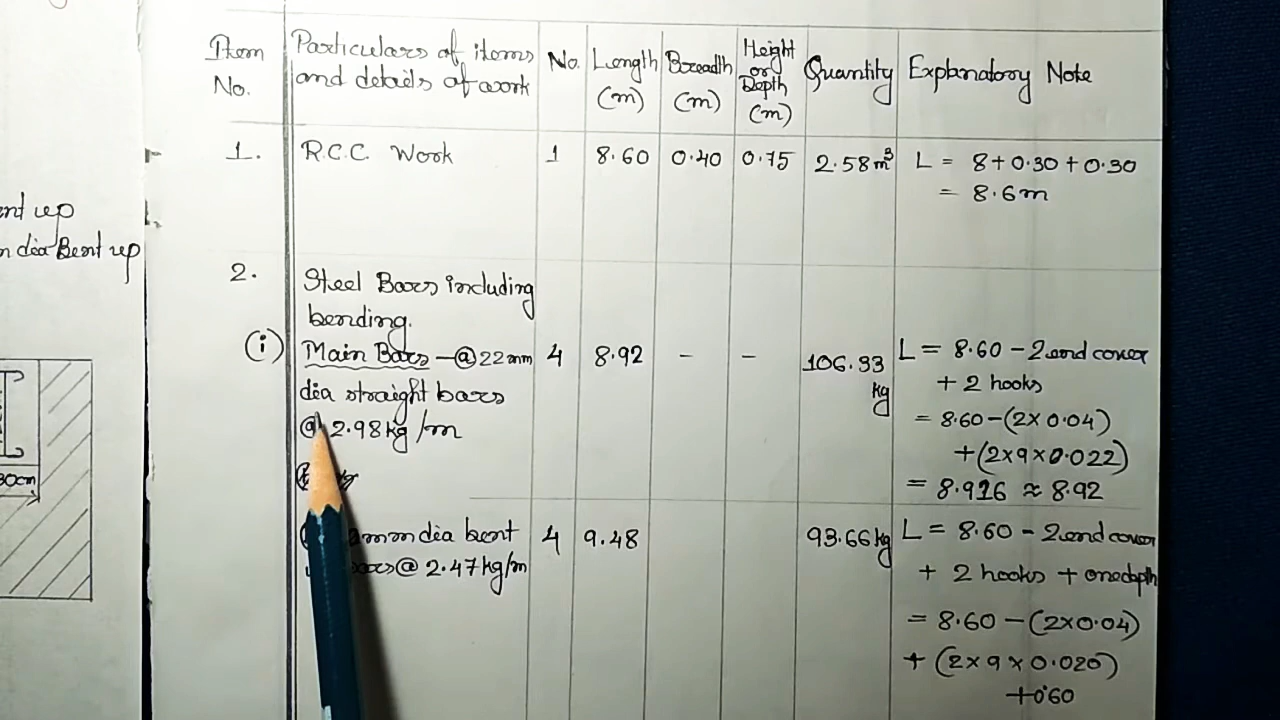 Item No.
Particulars of items and details of work
No.
Length (m)
Breadth (m)
Height or Depth (m)
Quantity
Explanatory Note
1. R.C.C. Work 1 8.60 0.40 0.75 2.58m³ L = 8+0.30+0.30
= 8.6m
ent up
dia Bent up
2. Steel Bars including
bending.
(i) Main Bars — @ 22mm 4 8.92 - - 106.33 kg L = 8.60 - 2 end cover
dia straight bars + 2 hooks
@ 2.98kg/m = 8.60-(2×0.04)
+(2×9×0.022)
= 8.916 ≈ 8.92
30cm
mm dia bent 4 9.48 93.66kg L = 8.60 - 2 end cover
@ 2.47kg/m + 2 hooks + one depth
= 8.60 - (2×0.04)
+ (2×9×0.020)
+0.60